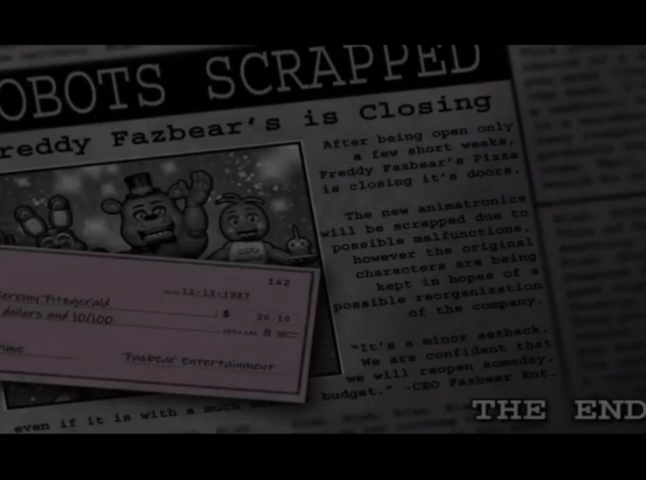 OBOTS SCRAPPED
reddy Fazbear's is Closing
After being open only
a few short weeks,
Freddy Fazbear's Pizza
is closing it's doors.
The new animatronics
will be scrapped due to
possible malfunctions,
however the original
characters are being
kept in hopes of a
possible reorganization
of the company.
"It's a minor setback.
We are confident that
we will reopen someday,
even if it is with a much
budget." -CEO Fazbear Ent.
142
11-13-1987
eremy Fitzgerald
: $ 20.10
dollars and 10/100
Fazbear Entertainment
THE END